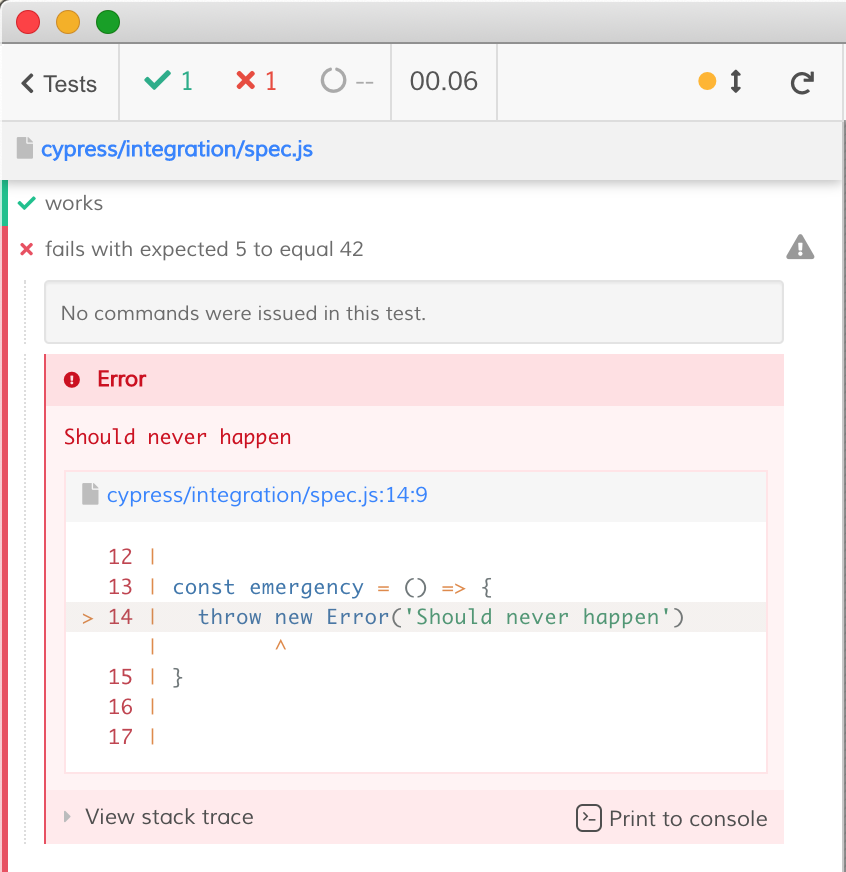 Tests 1 1 -- 00.06
cypress/integration/spec.js
works
fails with expected 5 to equal 42
No commands were issued in this test.
Error
Should never happen
cypress/integration/spec.js:14:9
12 |
13 | const emergency = () => {
> 14 |   throw new Error('Should never happen')
|         ^
15 | }
16 |
17 |
View stack trace Print to console